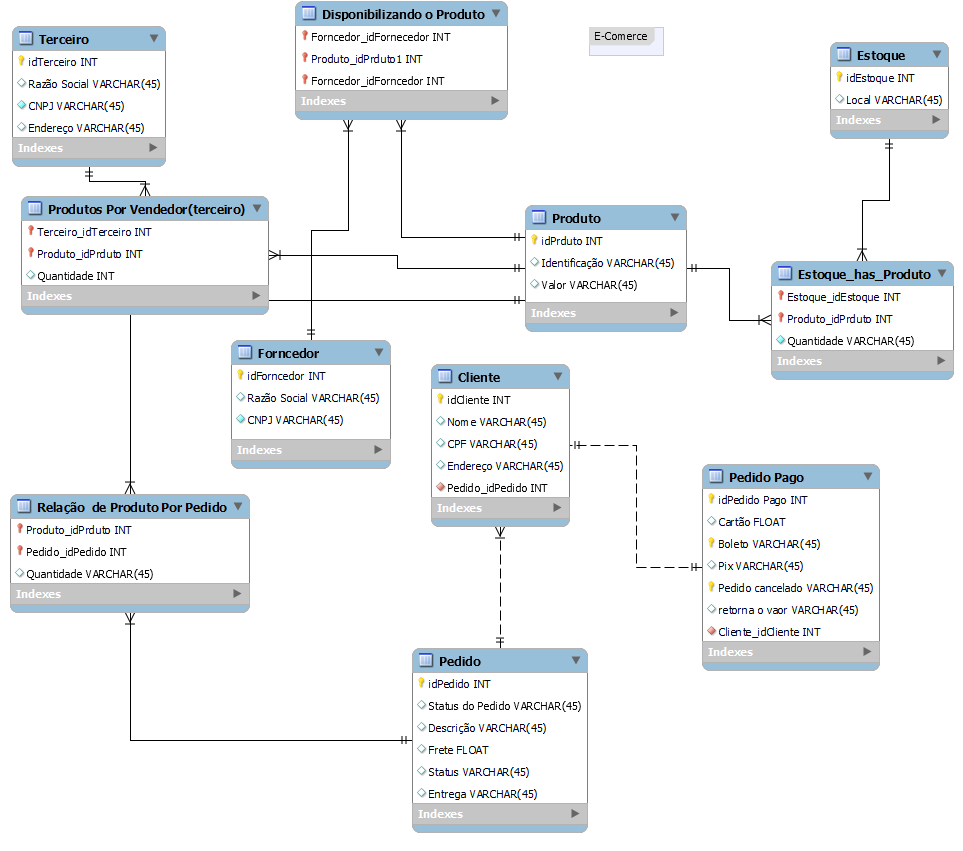 Terceiro
idTerceiro INT
Razão Social VARCHAR(45)
CNPJ VARCHAR(45)
Endereço VARCHAR(45)
Indexes
Disponibilizando o Produto
Forncedor_idFornecedor INT
Produto_idPrduto1 INT
Forncedor_idForncedor INT
Indexes
E-Comerce
Estoque
idEstoque INT
Local VARCHAR(45)
Indexes
Produtos Por Vendedor(terceiro)
Terceiro_idTerceiro INT
Produto_idPrduto INT
Quantidade INT
Indexes
Produto
idPrduto INT
Identificação VARCHAR(45)
Valor VARCHAR(45)
Indexes
Estoque_has_Produto
Estoque_idEstoque INT
Produto_idPrduto INT
Quantidade VARCHAR(45)
Indexes
Forncedor
idForncedor INT
Razão Social VARCHAR(45)
CNPJ VARCHAR(45)
Indexes
Cliente
idCliente INT
Nome VARCHAR(45)
CPF VARCHAR(45)
Endereço VARCHAR(45)
Pedido_idPedido INT
Indexes
Pedido Pago
idPedido Pago INT
Cartão FLOAT
Boleto VARCHAR(45)
Pix VARCHAR(45)
Pedido cancelado VARCHAR(45)
retorna o vaor VARCHAR(45)
Cliente_idCliente INT
Indexes
Relação de Produto Por Pedido
Produto_idPrduto INT
Pedido_idPedido INT
Quantidade VARCHAR(45)
Indexes
Pedido
idPedido INT
Status do Pedido VARCHAR(45)
Descrição VARCHAR(45)
Frete FLOAT
Status VARCHAR(45)
Entrega VARCHAR(45)
Indexes